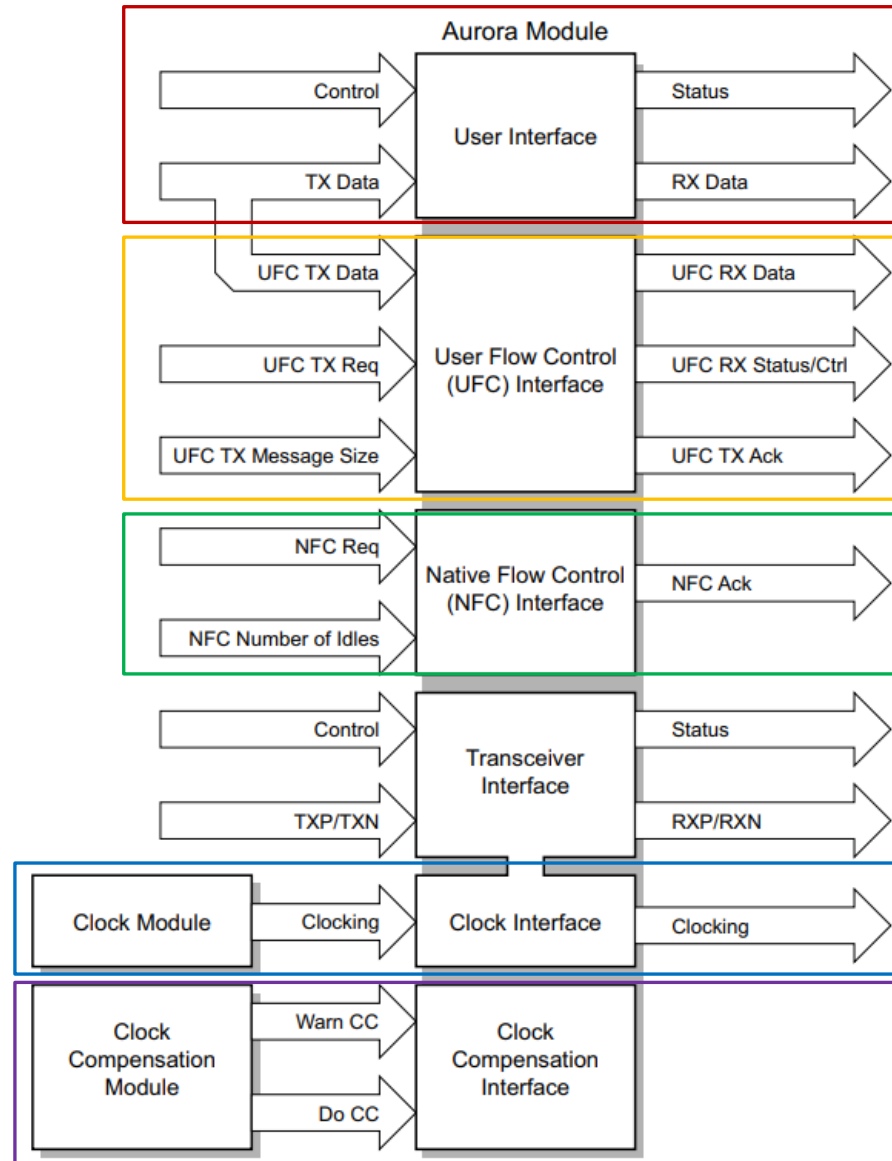 Aurora Module
Control
User Interface
Status
TX Data
RX Data
UFC TX Data
UFC RX Data
UFC TX Req
User Flow Control
(UFC) Interface
UFC RX Status/Ctrl
UFC TX Message Size
UFC TX Ack
NFC Req
Native Flow Control
(NFC) Interface
NFC Ack
NFC Number of Idles
Control
Transceiver
Interface
Status
TXP/TXN
RXP/RXN
Clock Module
Clocking
Clock Interface
Clocking
Clock
Compensation
Module
Warn CC
Do CC
Clock
Compensation
Interface